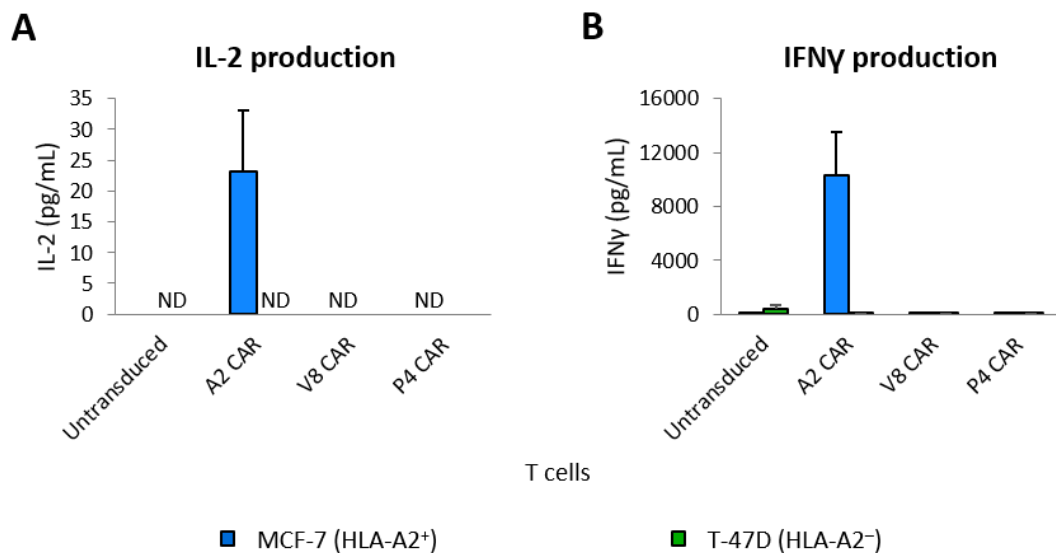 A
IL-2 production
IL-2 (pg/mL)
35
30
25
20
15
10
5
0
ND
ND
ND
ND
Untransduced
A2 CAR
V8 CAR
P4 CAR
B
IFNγ production
IFNγ (pg/mL)
16000
12000
8000
4000
0
Untransduced
A2 CAR
V8 CAR
P4 CAR
T cells
MCF-7 (HLA-A2⁺)
T-47D (HLA-A2⁻)